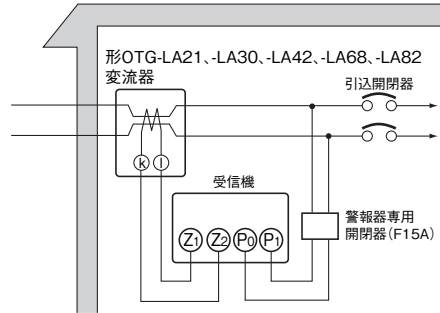 形OTG-LA21、-LA30、-LA42、-LA68、-LA82
変流器
引込開閉器
k l
受信機
Z1 Z2 P0 P1
警報器専用
開閉器(F15A)